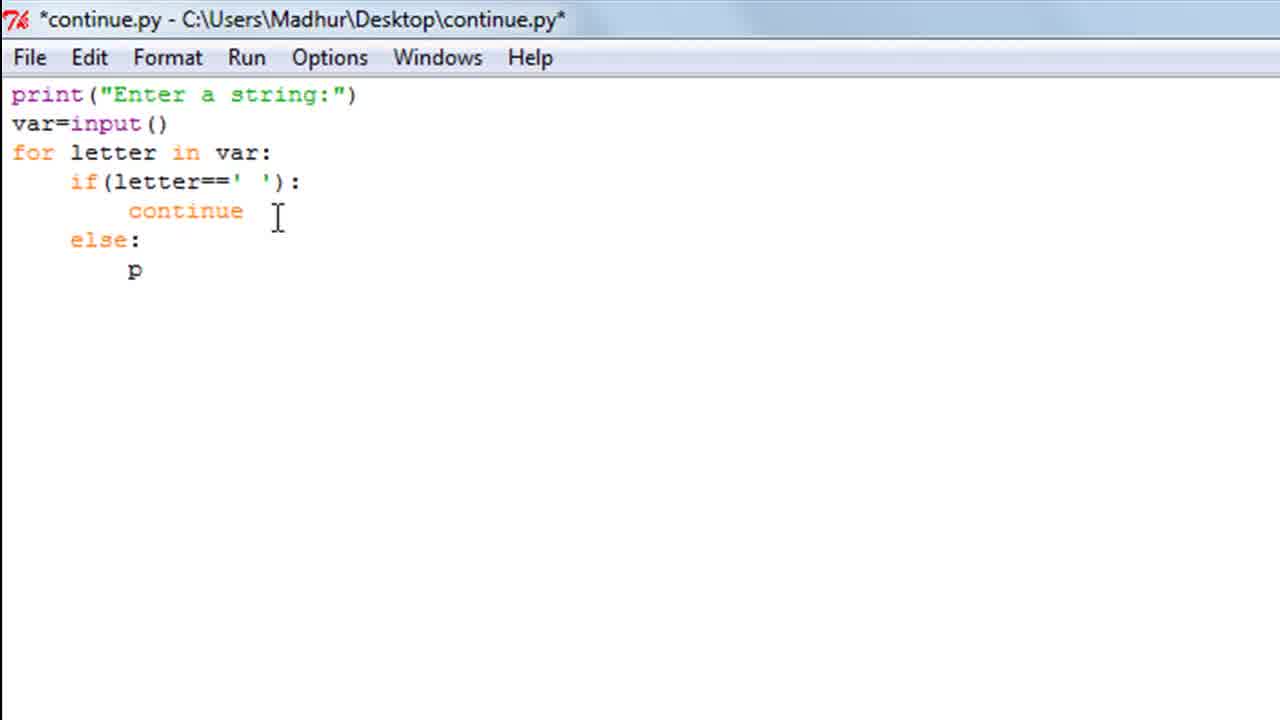 *continue.py - C:\Users\Madhur\Desktop\continue.py*
File Edit Format Run Options Windows Help
print("Enter a string:")
var=input()
for letter in var:
    if(letter==' '):
        continue
    else:
        p